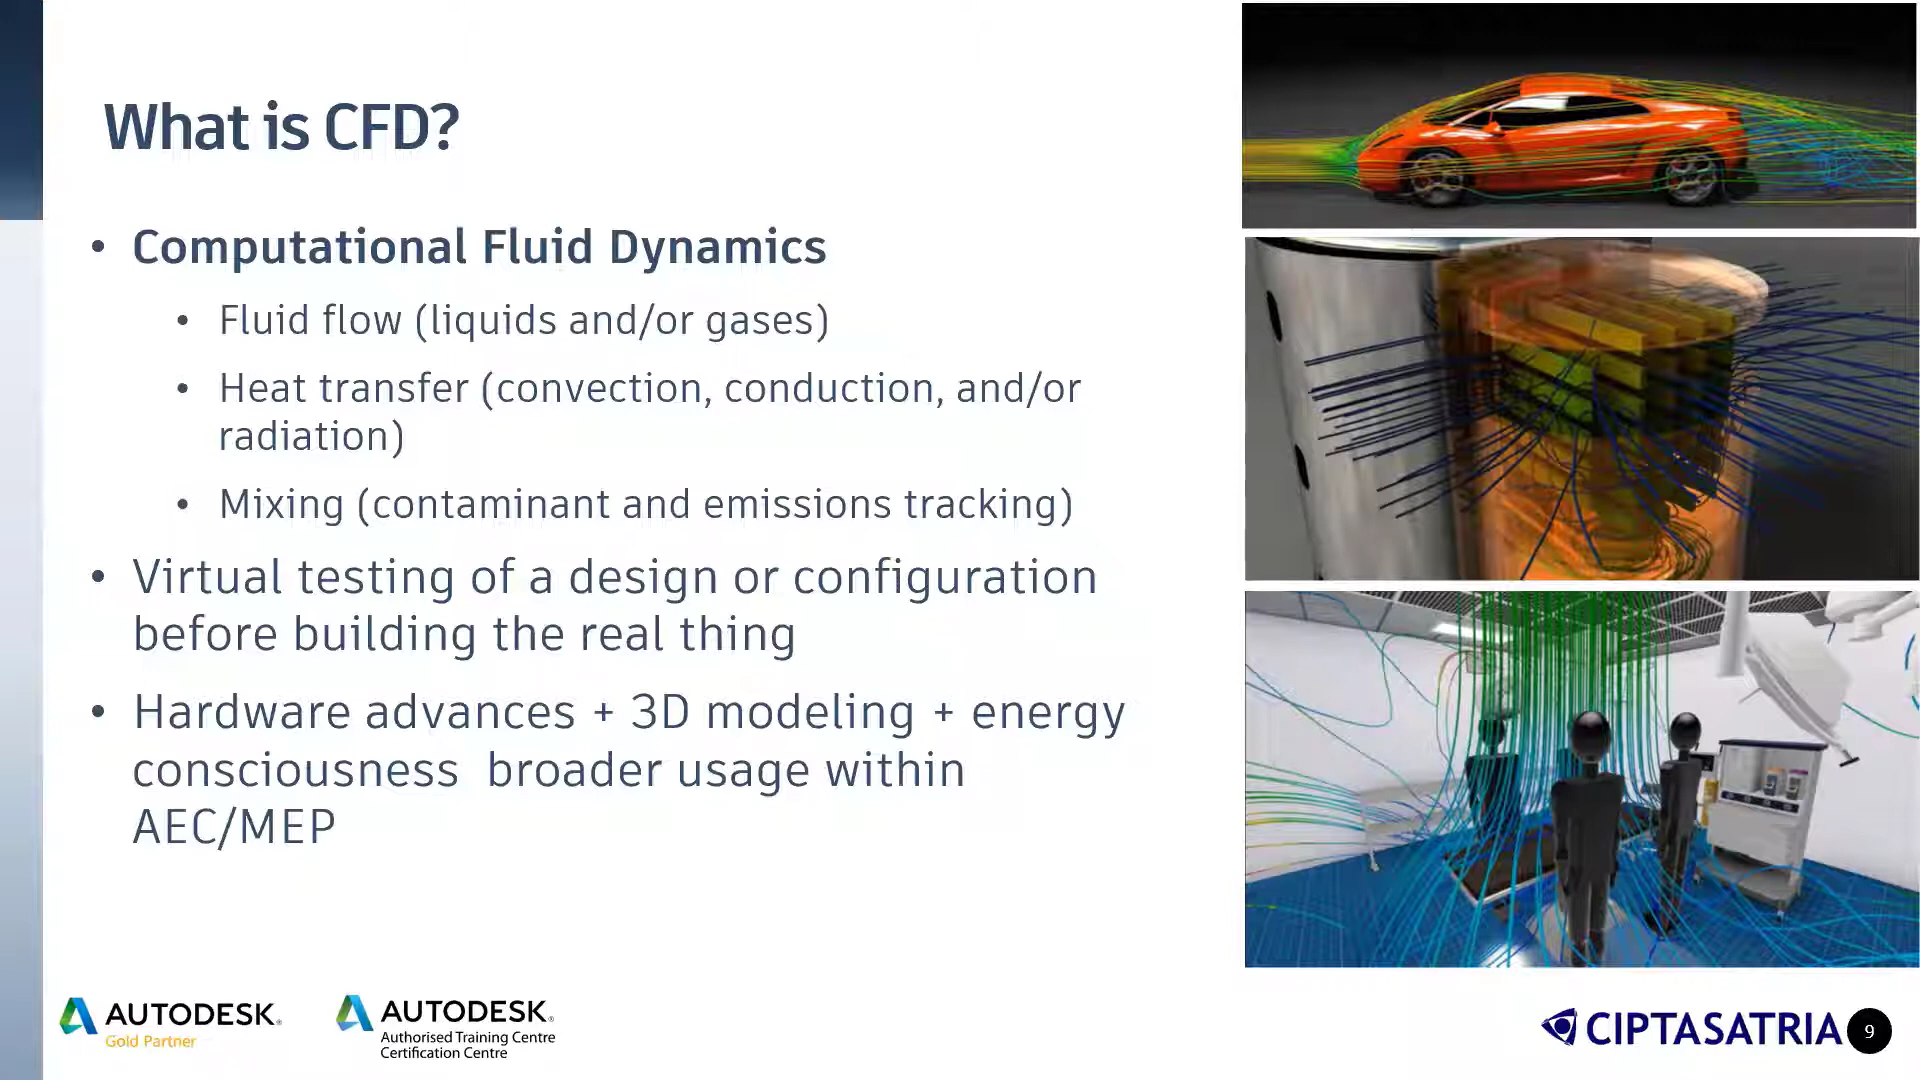 What is CFD?
• Computational Fluid Dynamics
• Fluid flow (liquids and/or gases)
• Heat transfer (convection, conduction, and/or
radiation)
• Mixing (contaminant and emissions tracking)
• Virtual testing of a design or configuration
before building the real thing
• Hardware advances + 3D modeling + energy
consciousness  broader usage within
AEC/MEP
AUTODESK.
Gold Partner
AUTODESK.
Authorised Training Centre
Certification Centre
CIPTASATRIA
9